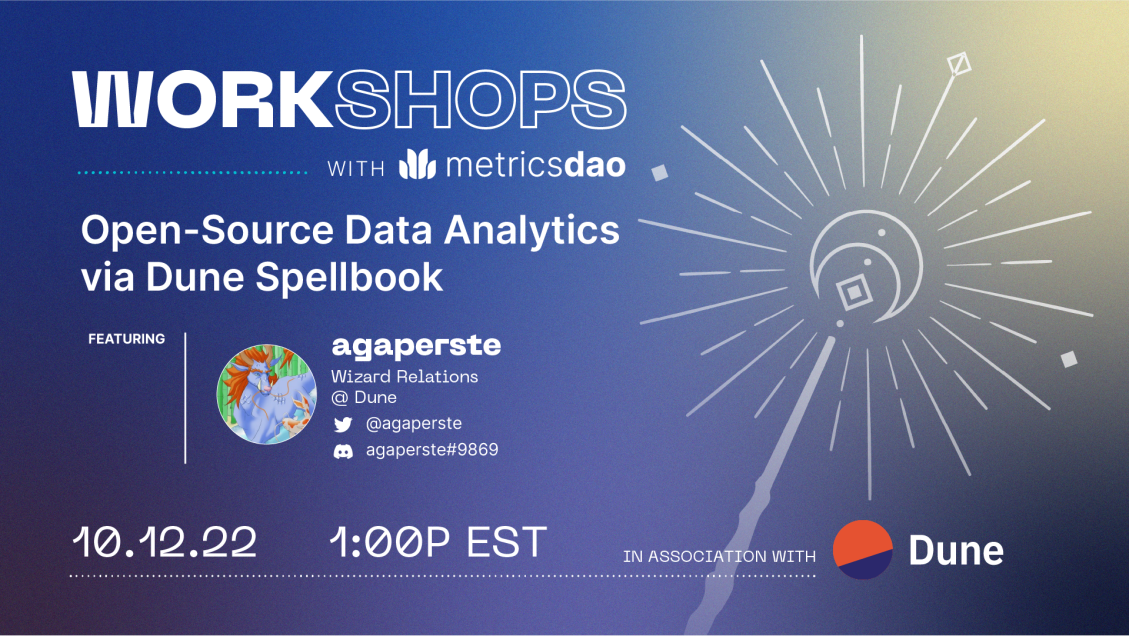 WORKSHOPS
WITH metricsdao
Open-Source Data Analytics
via Dune Spellbook
FEATURING
agaperste
Wizard Relations
@ Dune
@agaperste
agaperste#9869
10.12.22 1:00P EST
IN ASSOCIATION WITH Dune